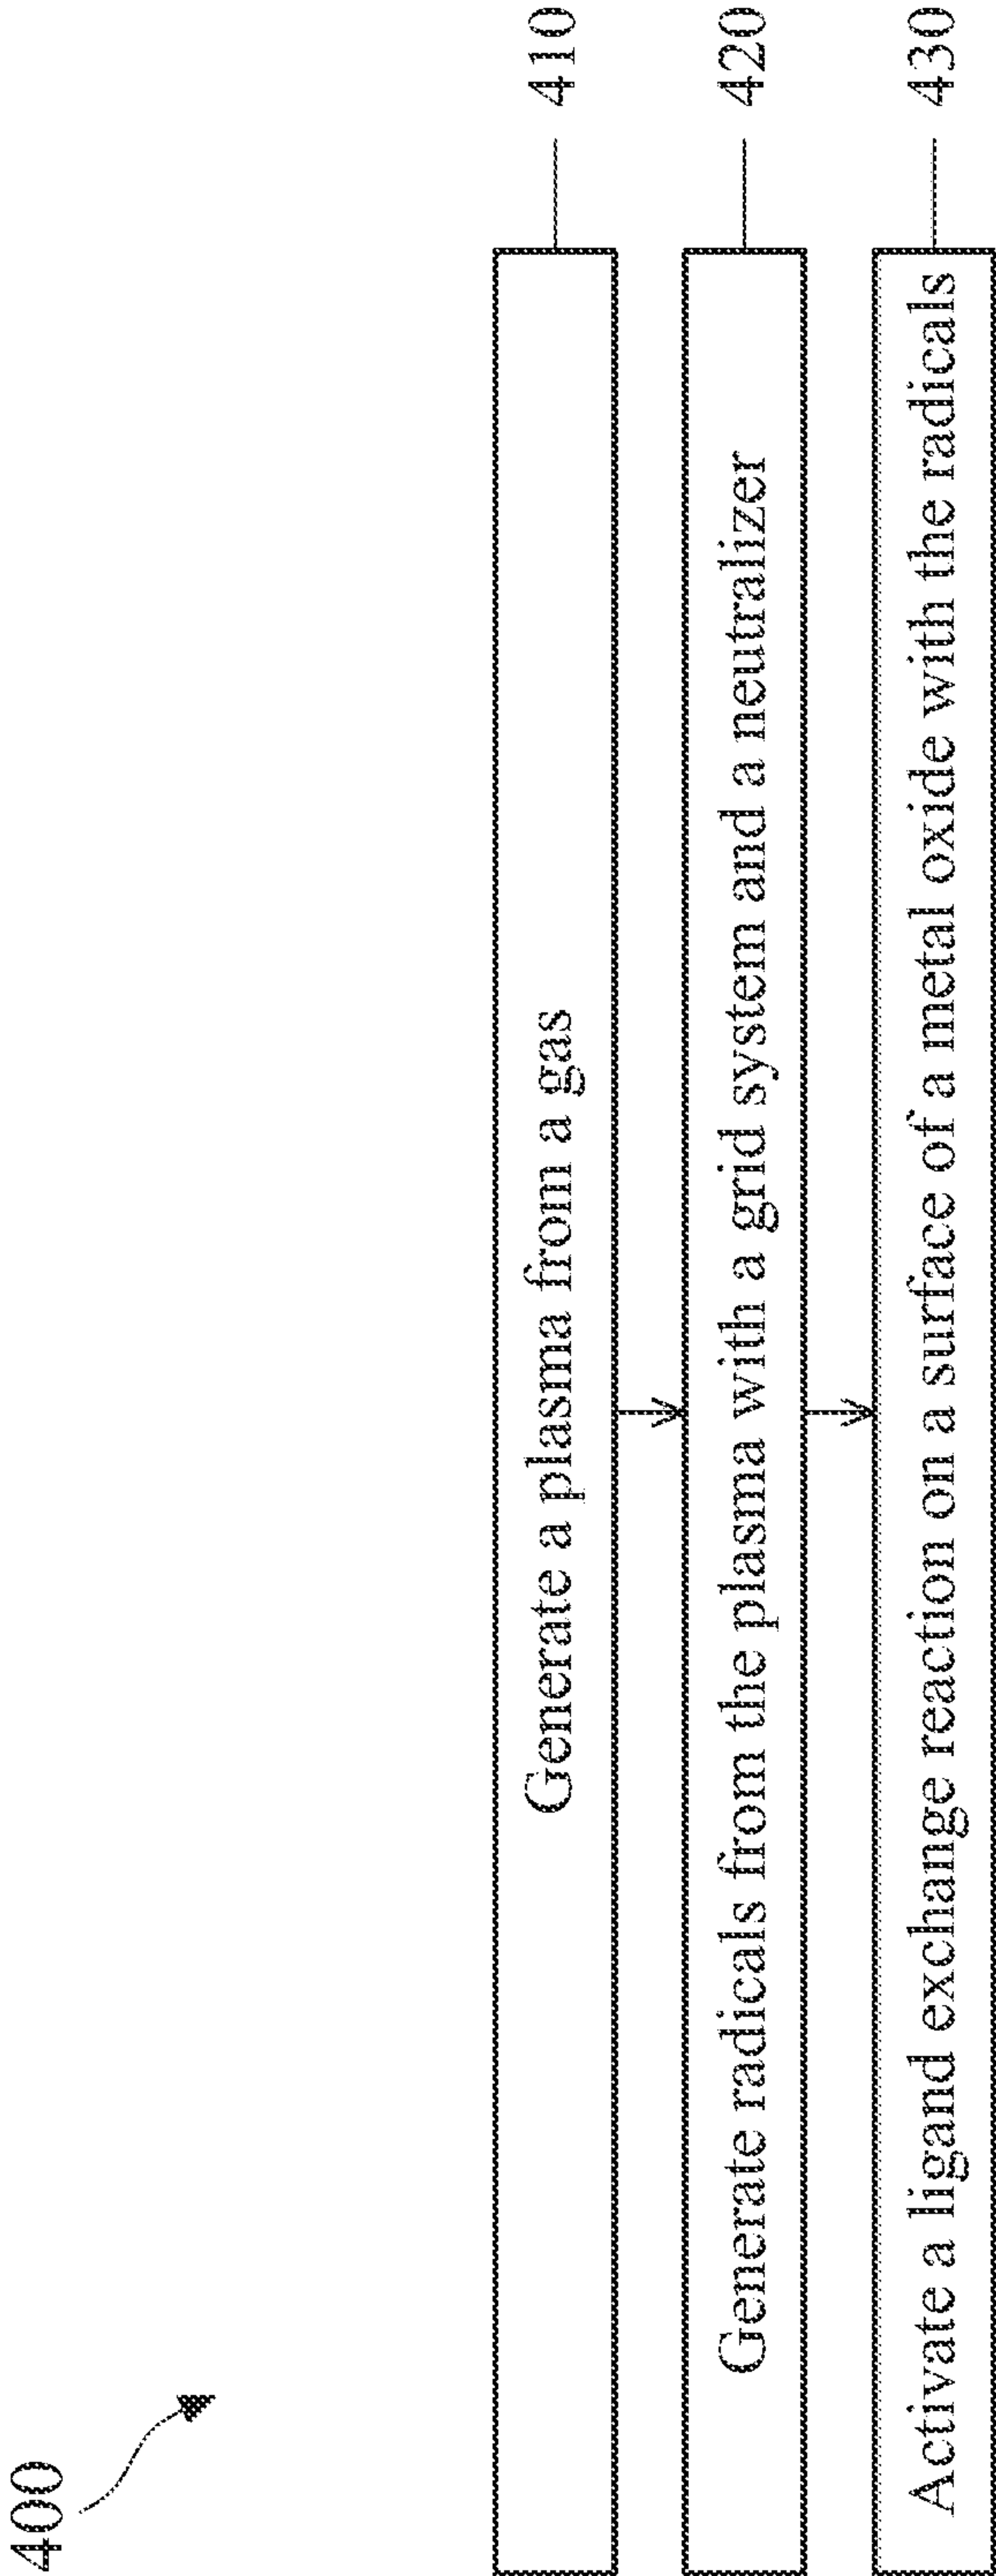 400
Generate a plasma from a gas
410
Generate radicals from the plasma with a grid system and a neutralizer
420
Activate a ligand exchange reaction on a surface of a metal oxide with the radicals
430